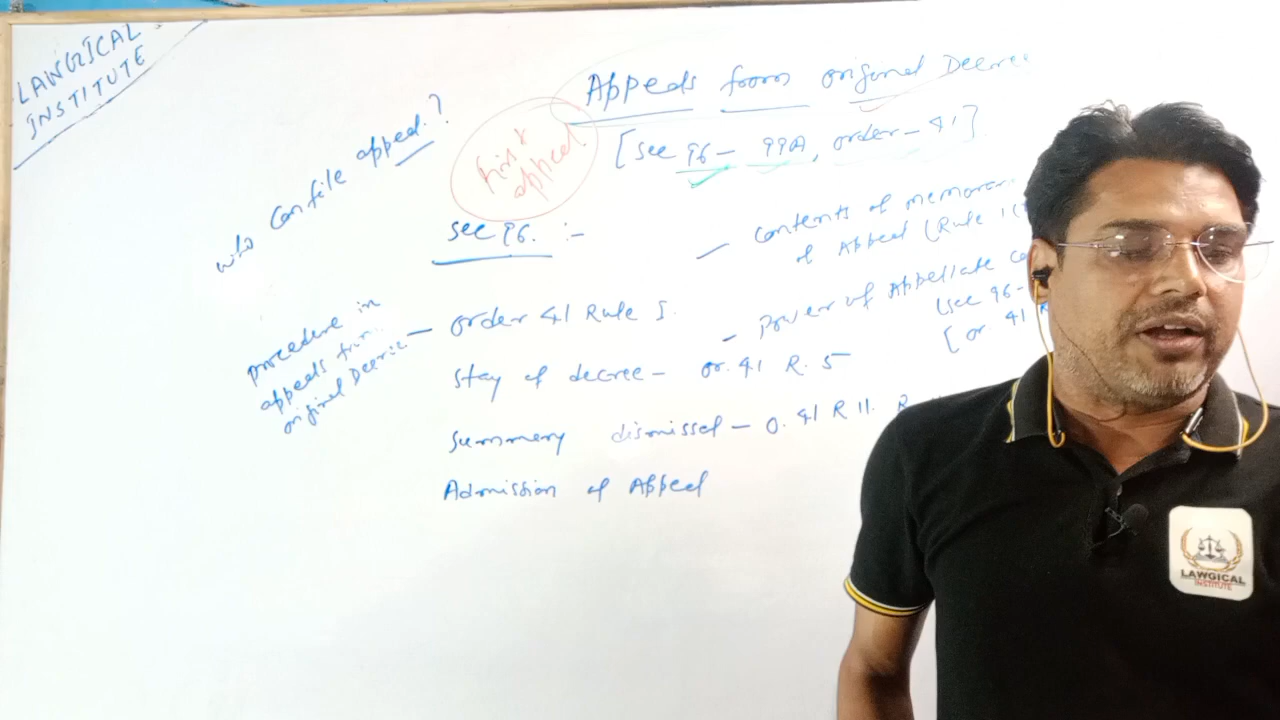 LAWGICAL
INSTITUTE
Appeals from original Decree
[See 96 - 99A, order - 41]
First
appeal
who can file appeal?
See 96. :-
— contents of memoran
of Appeal (Rule 1(
procedure in
appeals from
original Decree
— order 41 Rule 1.
- power of Appellate co
(see 96-
[or. 41 R
stay of decree - or. 41 R. 5
summery dismissal - O. 41 R 11. R
Admission of Appeal
LAWGICAL
INSTITUTE